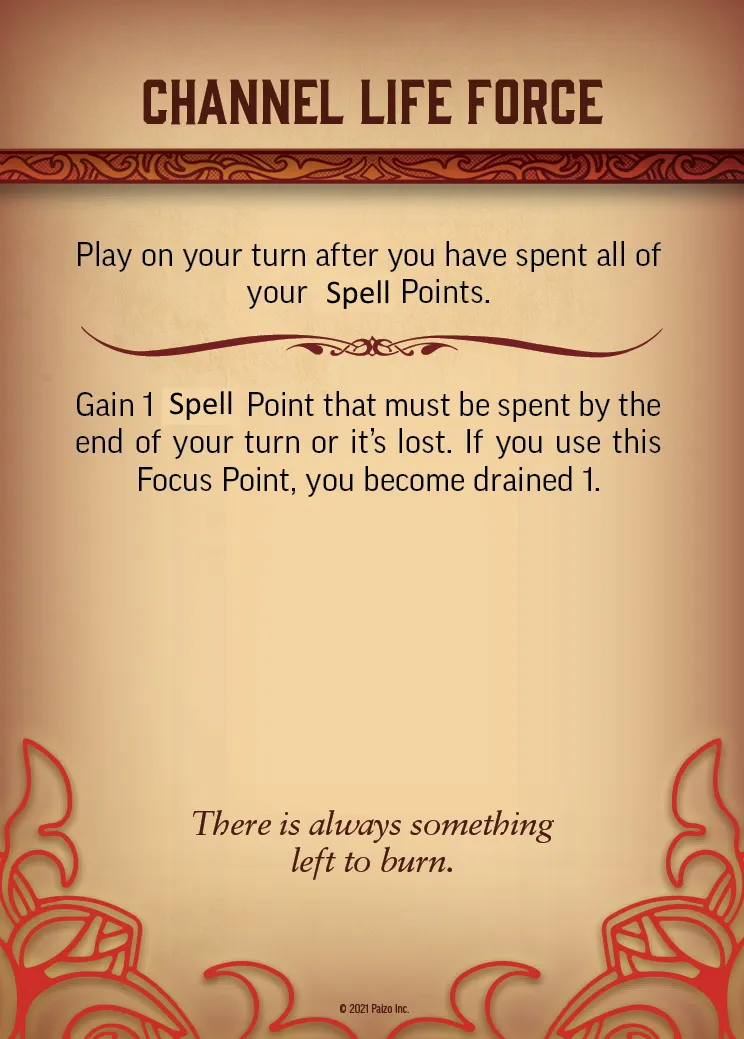 CHANNEL LIFE FORCE
Play on your turn after you have spent all of
your Spell Points.
Gain 1 Spell Point that must be spent by the
end of your turn or it’s lost. If you use this
Focus Point, you become drained 1.
There is always something
left to burn.
© 2021 Paizo Inc.